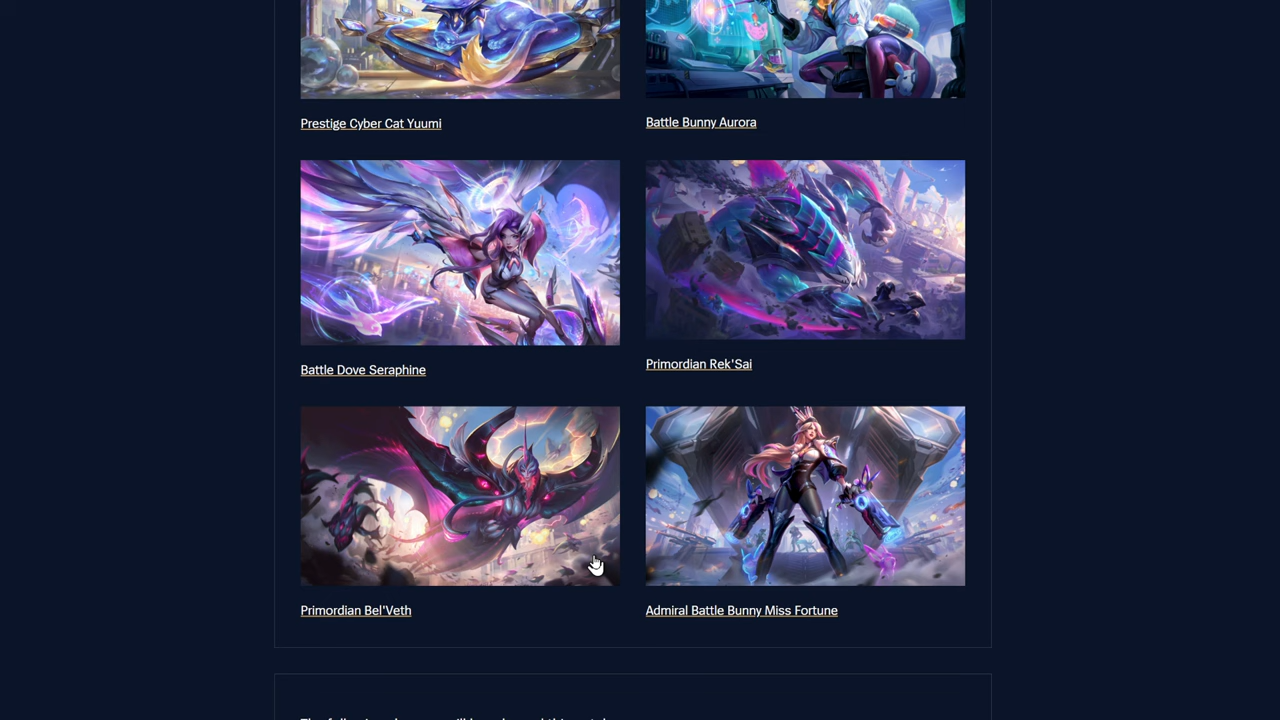 Prestige Cyber Cat Yuumi
Battle Bunny Aurora
Battle Dove Seraphine
Primordian Rek'Sai
Primordian Bel'Veth
Admiral Battle Bunny Miss Fortune